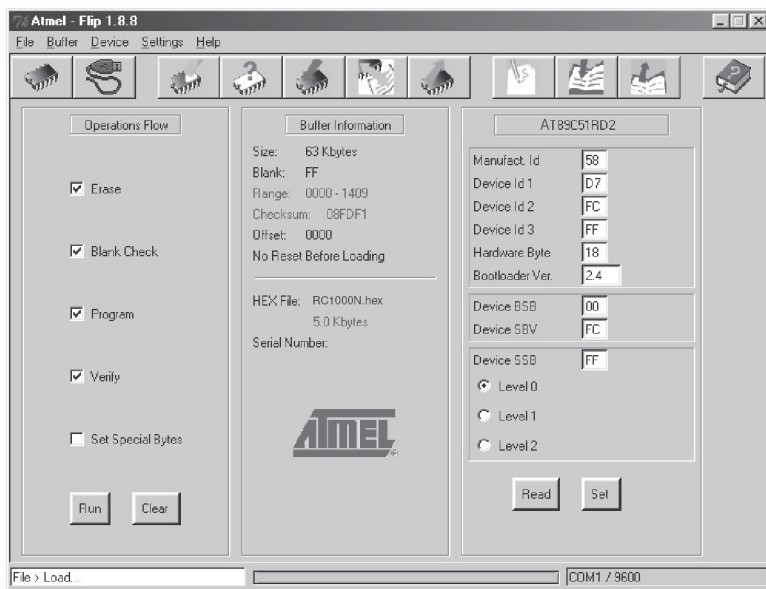 Atmel - Flip 1.8.8
File Buffer Device Settings Help
Operations Flow
Erase
Blank Check
Program
Verify
Set Special Bytes
Run Clear
Buffer Information
Size: 63 Kbytes
Blank: FF
Range: 0000 - 1409
Checksum: 08FDF1
Offset: 0000
No Reset Before Loading
HEX File: RC1000N.hex
5.0 Kbytes
Serial Number:
ATMEL
AT89C51RD2
Manufact. Id 58
Device Id 1 D7
Device Id 2 FC
Device Id 3 FF
Hardware Byte 18
Bootloader Ver. 2.4
Device BSB 00
Device SBV FC
Device SSB FF
Level 0
Level 1
Level 2
Read Set
File > Load...
COM1 / 9600